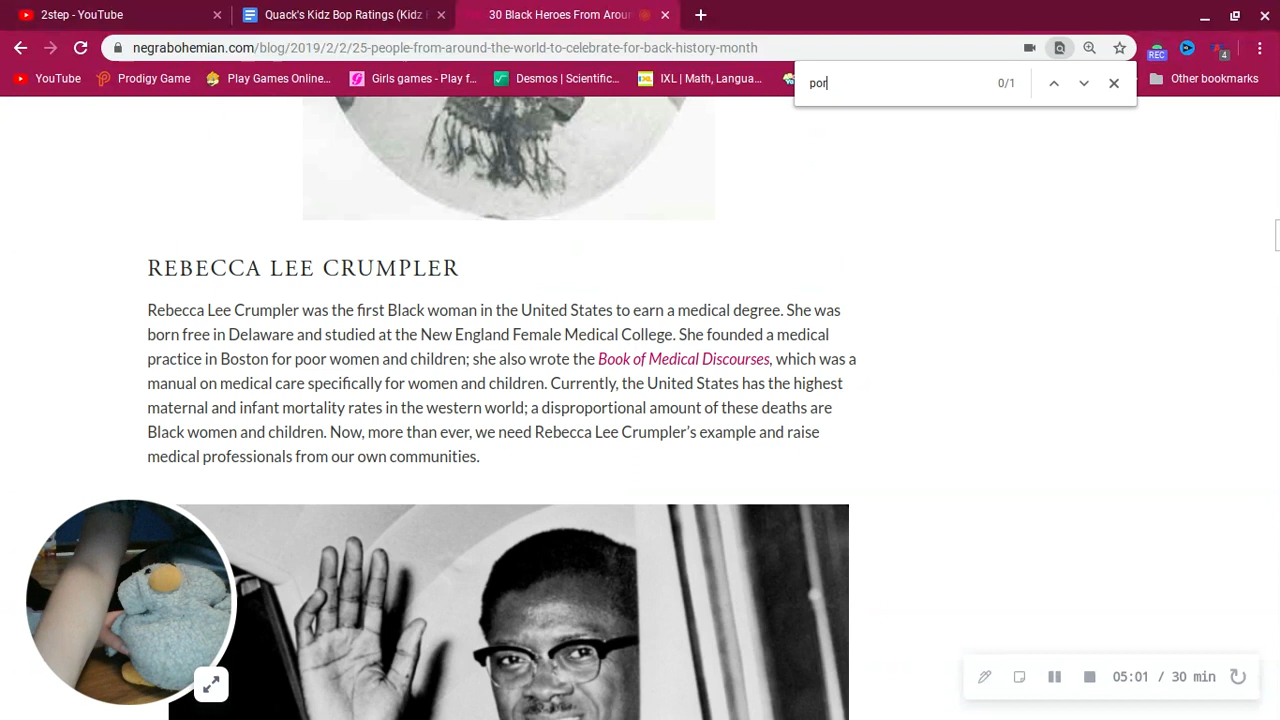 2step - YouTube
Quack's Kidz Bop Ratings (Kidz
30 Black Heroes From Arou
negrabohemian.com/blog/2019/2/2/25-people-from-around-the-world-to-celebrate-for-back-history-month
REC
4
YouTube
Prodigy Game
Play Games Online...
Girls games - Play f...
Desmos | Scientific...
IXL | Math, Langua...
Other bookmarks
por
0/1
REBECCA LEE CRUMPLER
Rebecca Lee Crumpler was the first Black woman in the United States to earn a medical degree. She was
born free in Delaware and studied at the New England Female Medical College. She founded a medical
practice in Boston for poor women and children; she also wrote the Book of Medical Discourses, which was a
manual on medical care specifically for women and children. Currently, the United States has the highest
maternal and infant mortality rates in the western world; a disproportional amount of these deaths are
Black women and children. Now, more than ever, we need Rebecca Lee Crumpler's example and raise
medical professionals from our own communities.
05:01 / 30 min